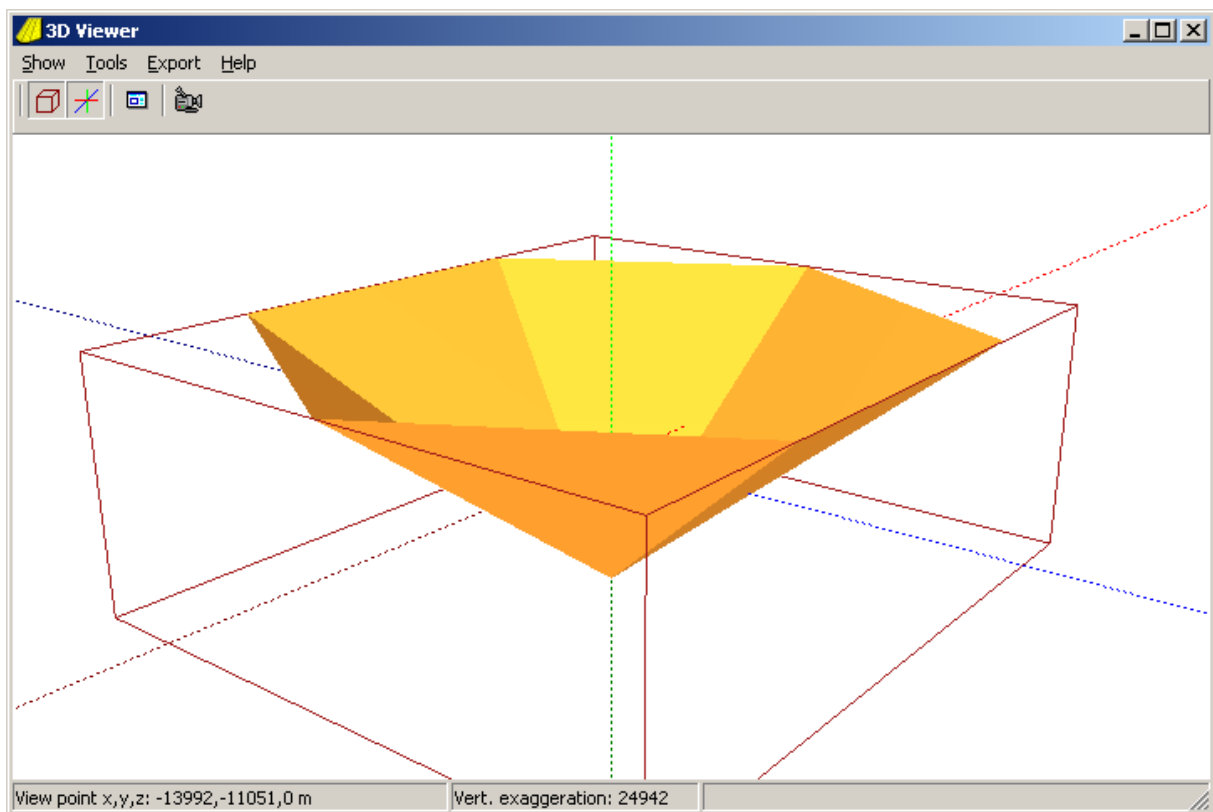 3D Viewer
Show Tools Export Help
View point x,y,z: -13992,-11051,0 m Vert. exaggeration: 24942